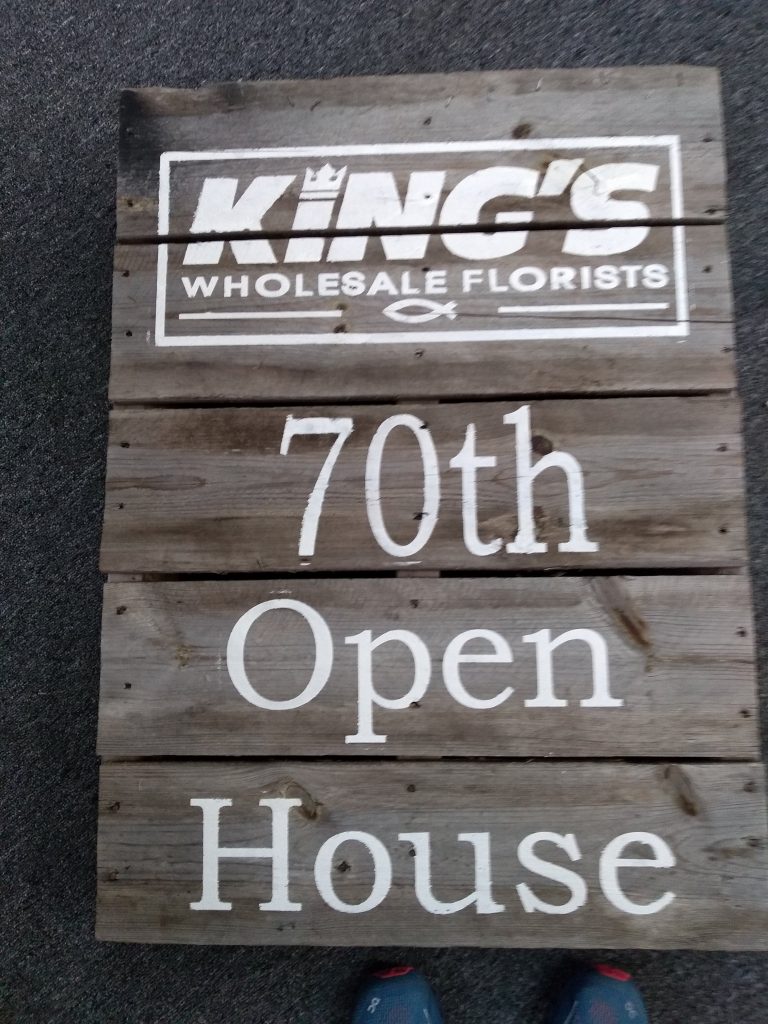 KiNG'S
WHOLESALE FLORISTS
70th
Open
House